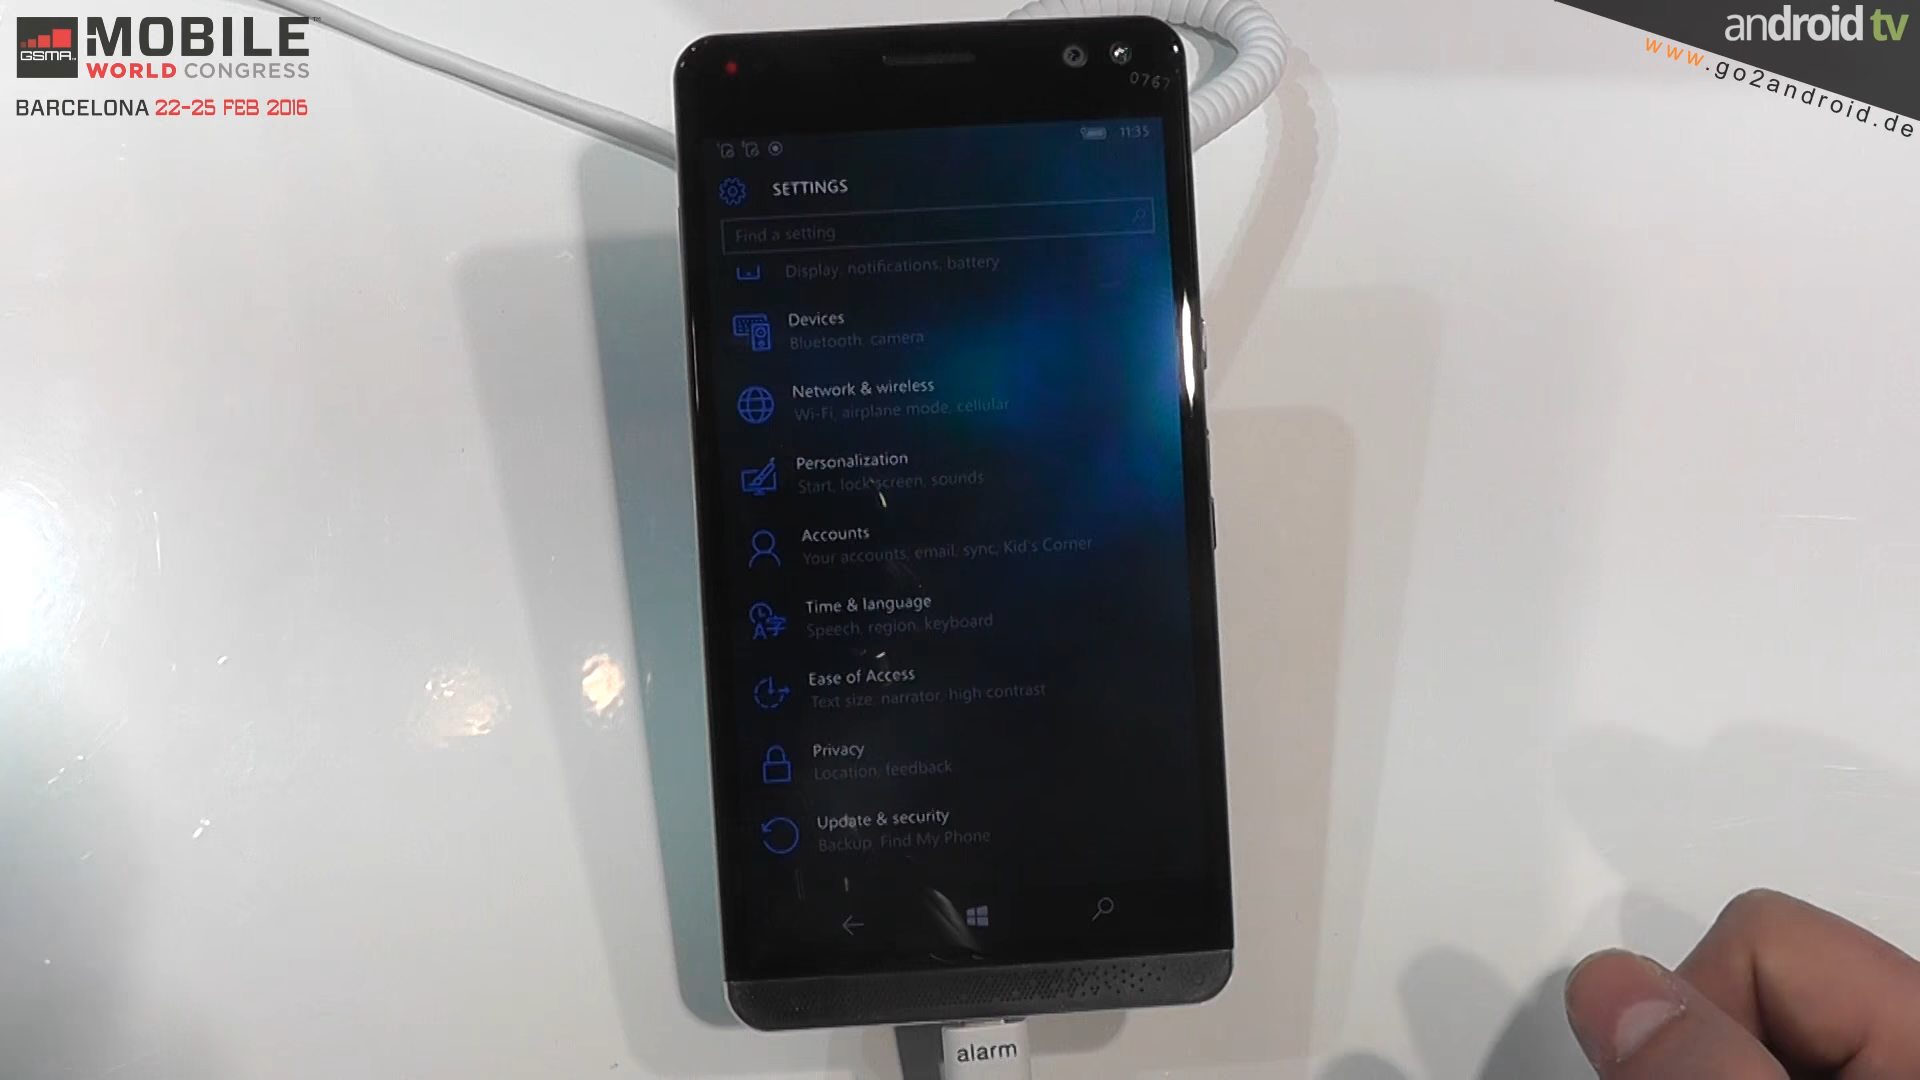 GSMA
MOBILE
WORLD CONGRESS
BARCELONA 22-25 FEB 2016
android tv
www.go2android.de
0767
11:35
SETTINGS
Find a setting
Display, notifications, battery
Devices
Bluetooth, camera
Network & wireless
Wi-Fi, airplane mode, cellular
Personalization
Start, lock screen, sounds
Accounts
Your accounts, email, sync, Kid's Corner
Time & language
Speech, region, keyboard
Ease of Access
Text size, narrator, high contrast
Privacy
Location, feedback
Update & security
Backup, Find My Phone
alarm